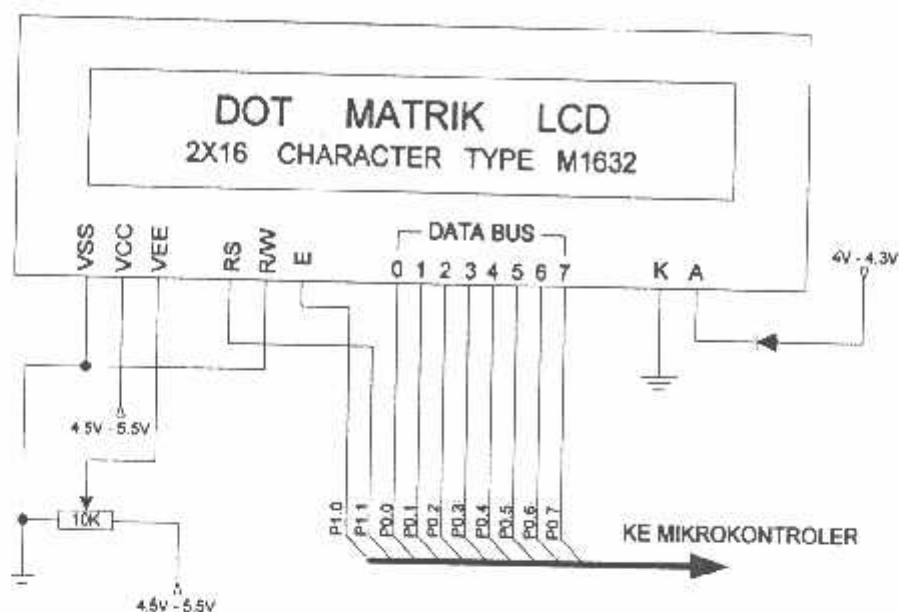 DOT MATRIK LCD
2X16 CHARACTER TYPE M1632
VSS
VCC
VEE
RS
R/W
E
DATA BUS
0 1 2 3 4 5 6 7
K A
4V - 4.3V
4.5V - 5.5V
10K
4.5V - 5.5V
P1.0
P1.1
P0.0
P0.1
P0.2
P0.3
P0.4
P0.5
P0.6
P0.7
KE MIKROKONTROLER